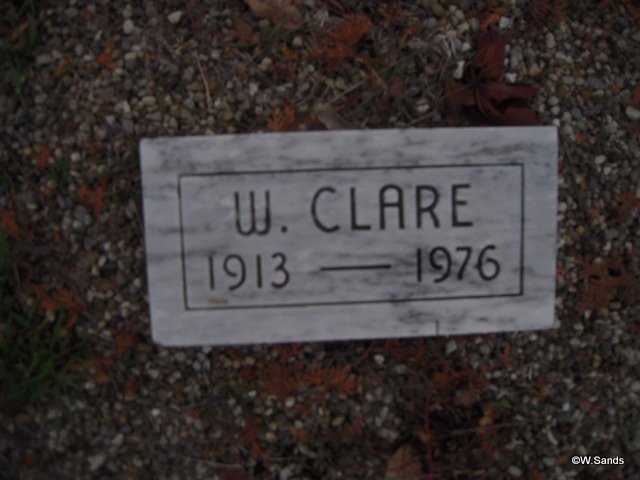 W. CLARE
1913 — 1976
©W.Sands